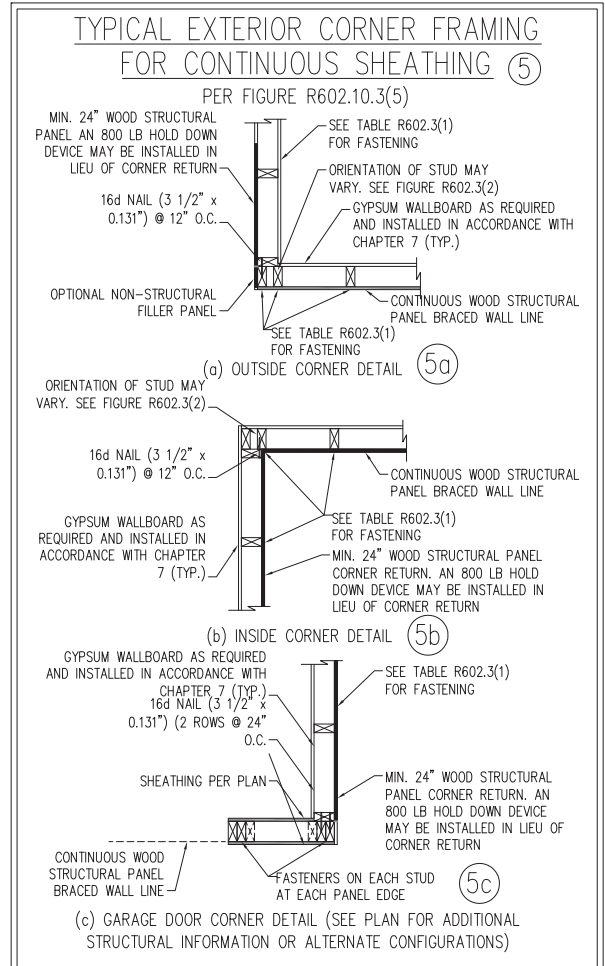 TYPICAL EXTERIOR CORNER FRAMING
FOR CONTINUOUS SHEATHING 5
PER FIGURE R602.10.3(5)
MIN. 24" WOOD STRUCTURAL
PANEL AN 800 LB HOLD DOWN
DEVICE MAY BE INSTALLED IN
LIEU OF CORNER RETURN
16d NAIL (3 1/2" x
0.131") @ 12" O.C.
OPTIONAL NON-STRUCTURAL
FILLER PANEL
SEE TABLE R602.3(1)
FOR FASTENING
ORIENTATION OF STUD MAY
VARY. SEE FIGURE R602.3(2)
GYPSUM WALLBOARD AS REQUIRED
AND INSTALLED IN ACCORDANCE WITH
CHAPTER 7 (TYP.)
CONTINUOUS WOOD STRUCTURAL
PANEL BRACED WALL LINE
SEE TABLE R602.3(1)
FOR FASTENING
(a) OUTSIDE CORNER DETAIL 5a
ORIENTATION OF STUD MAY
VARY. SEE FIGURE R602.3(2)
16d NAIL (3 1/2" x
0.131") @ 12" O.C.
GYPSUM WALLBOARD AS
REQUIRED AND INSTALLED IN
ACCORDANCE WITH CHAPTER
7 (TYP.)
CONTINUOUS WOOD STRUCTURAL
PANEL BRACED WALL LINE
SEE TABLE R602.3(1)
FOR FASTENING
MIN. 24" WOOD STRUCTURAL PANEL
CORNER RETURN. AN 800 LB HOLD
DOWN DEVICE MAY BE INSTALLED IN
LIEU OF CORNER RETURN
(b) INSIDE CORNER DETAIL 5b
GYPSUM WALLBOARD AS REQUIRED
AND INSTALLED IN ACCORDANCE WITH
CHAPTER 7 (TYP.)
16d NAIL (3 1/2" x
0.131") (2 ROWS @ 24"
O.C.
SHEATHING PER PLAN
CONTINUOUS WOOD
STRUCTURAL PANEL
BRACED WALL LINE
SEE TABLE R602.3(1)
FOR FASTENING
MIN. 24" WOOD STRUCTURAL
PANEL CORNER RETURN. AN
800 LB HOLD DOWN DEVICE
MAY BE INSTALLED IN LIEU OF
CORNER RETURN
FASTENERS ON EACH STUD
AT EACH PANEL EDGE
5c
(c) GARAGE DOOR CORNER DETAIL (SEE PLAN FOR ADDITIONAL
STRUCTURAL INFORMATION OR ALTERNATE CONFIGURATIONS)